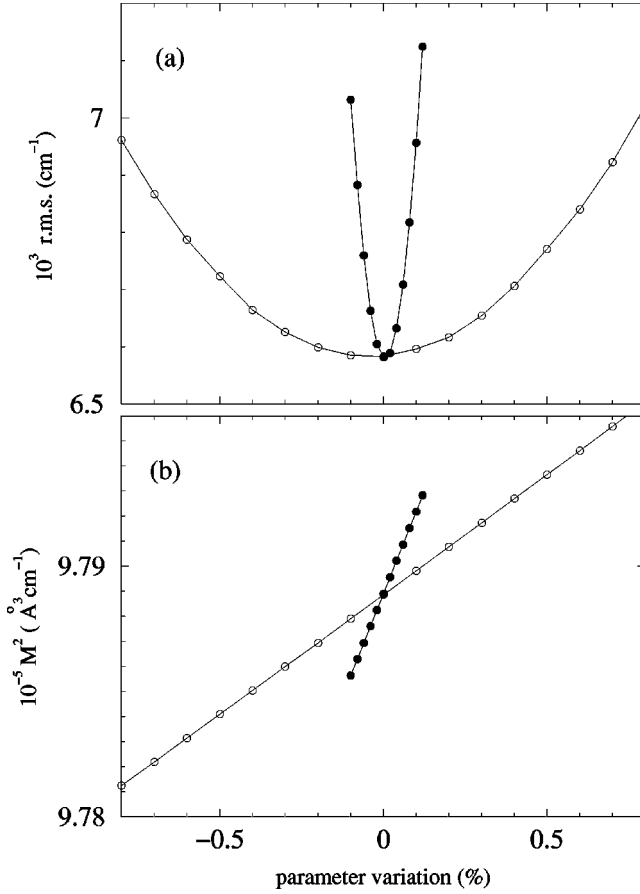 (a)
7
10³ r.m.s. (cm⁻¹)
6.5
(b)
9.79
10⁻⁵ M² ( Å³cm⁻¹)
9.78
−0.5 0 0.5
parameter variation (%)